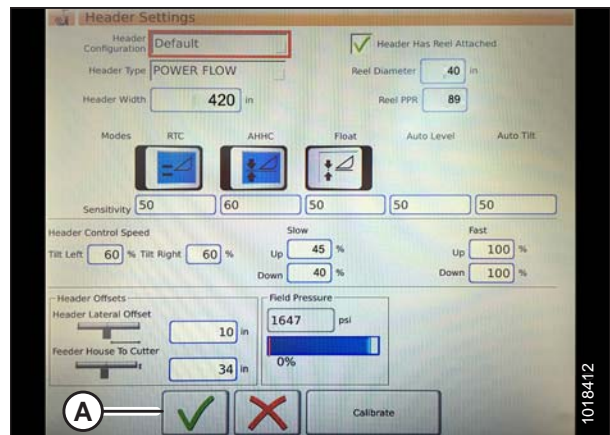 Header Settings
Header Configuration Default
Header Has Reel Attached
Header Type POWER FLOW
Reel Diameter 40 in
Header Width 420 in
Reel PPR 89
Modes RTC AHHC Float Auto Level Auto Tilt
Sensitivity 50 60 50 50 50
Header Control Speed Slow Fast
Tilt Left 60 % Tilt Right 60 % Up 45 % Up 100 %
Down 40 % Down 100 %
Header Offsets Field Pressure
Header Lateral Offset
10 in 1647 psi
Feeder House To Cutter
34 in 0%
A
Calibrate
1018412